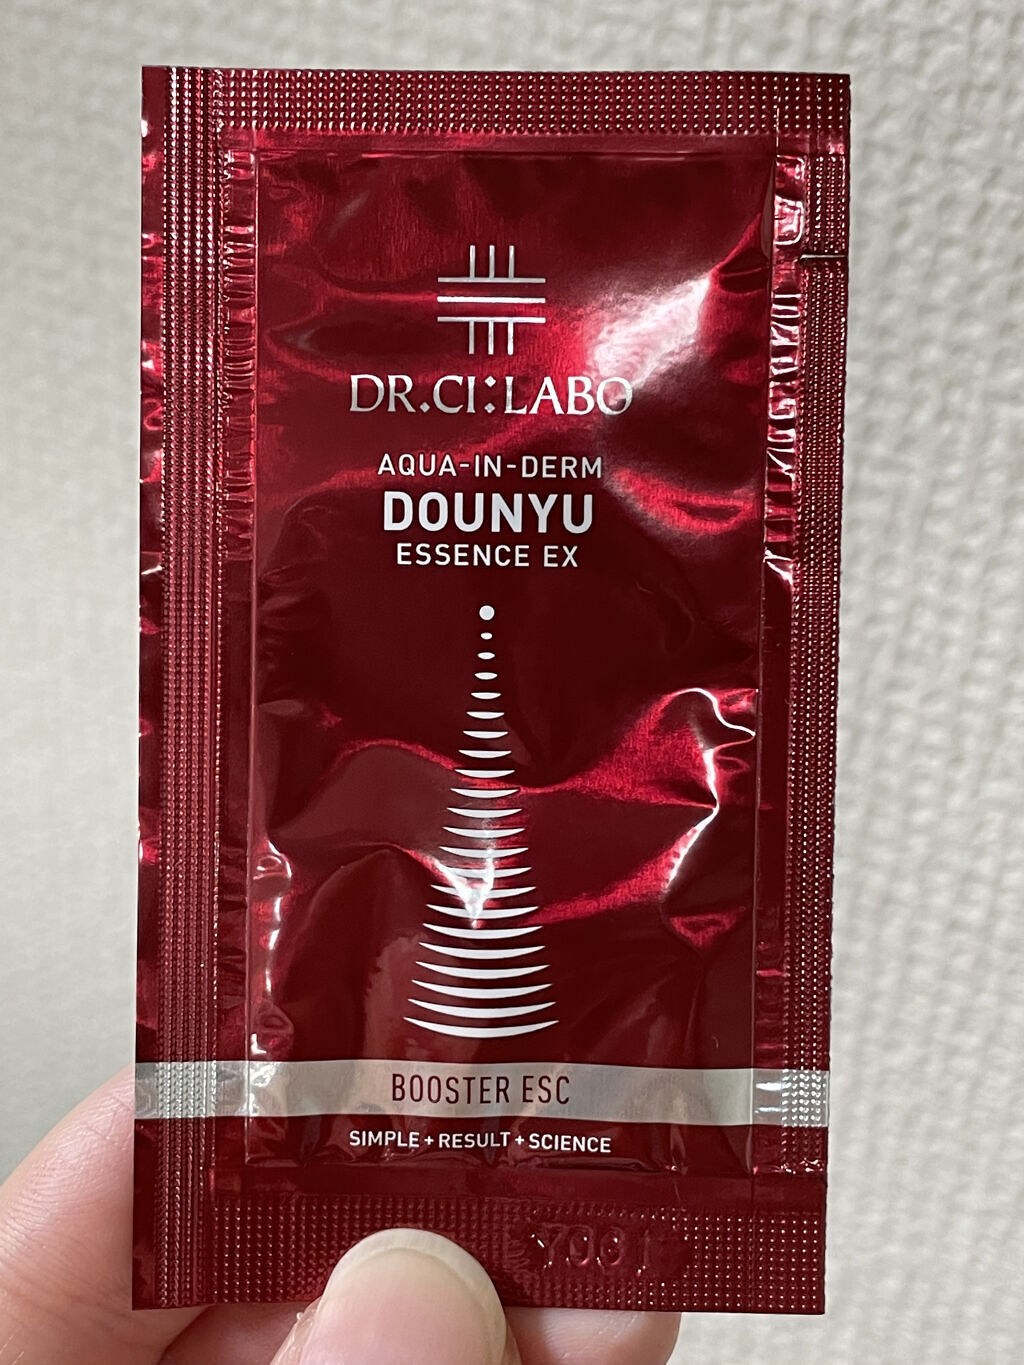 DR.CI:LABO
AQUA-IN-DERM
DOUNYU
ESSENCE EX
BOOSTER ESC
SIMPLE+RESULT+SCIENCE